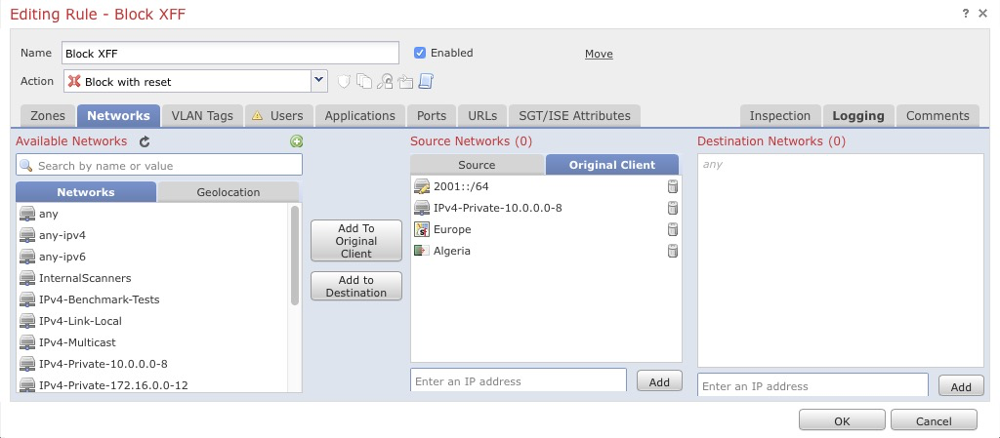 Editing Rule - Block XFF
? ×
Name Block XFF Enabled Move
Action Block with reset
Zones Networks VLAN Tags Users Applications Ports URLs SGT/ISE Attributes Inspection Logging Comments
Available Networks
Search by name or value
Networks Geolocation
any
any-ipv4
any-ipv6
InternalScanners
IPv4-Benchmark-Tests
IPv4-Link-Local
IPv4-Multicast
IPv4-Private-10.0.0.0-8
IPv4-Private-172.16.0.0-12
Add To
Original
Client
Add to
Destination
Source Networks (0)
Source Original Client
2001::/64
IPv4-Private-10.0.0.0-8
Europe
Algeria
Enter an IP address Add
Destination Networks (0)
any
Enter an IP address Add
OK Cancel